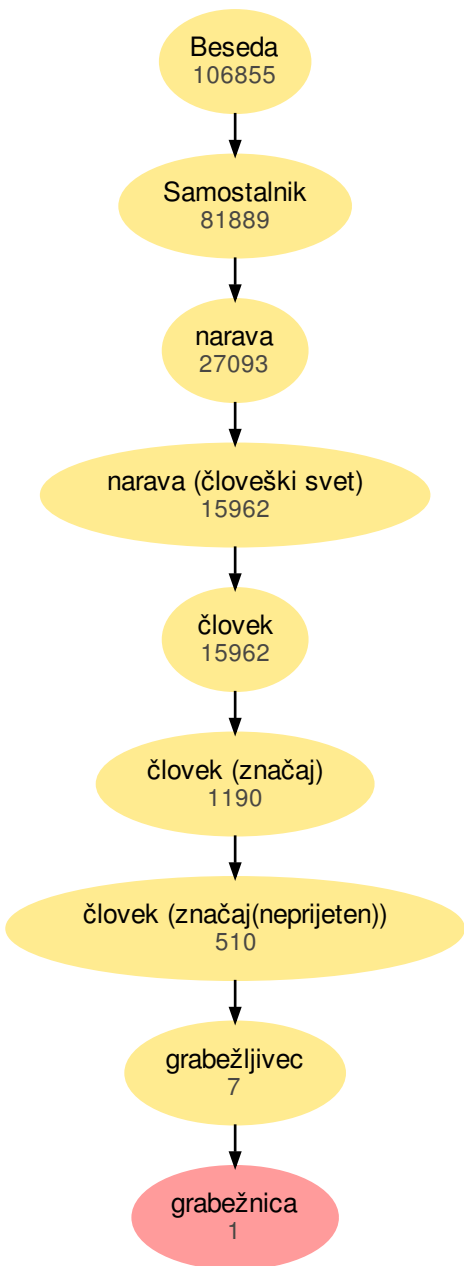 Beseda
106855
Samostalnik
81889
narava
27093
narava (človeški svet)
15962
človek
15962
človek (značaj)
1190
človek (značaj(neprijeten))
510
grabežljivec
7
grabežnica
1